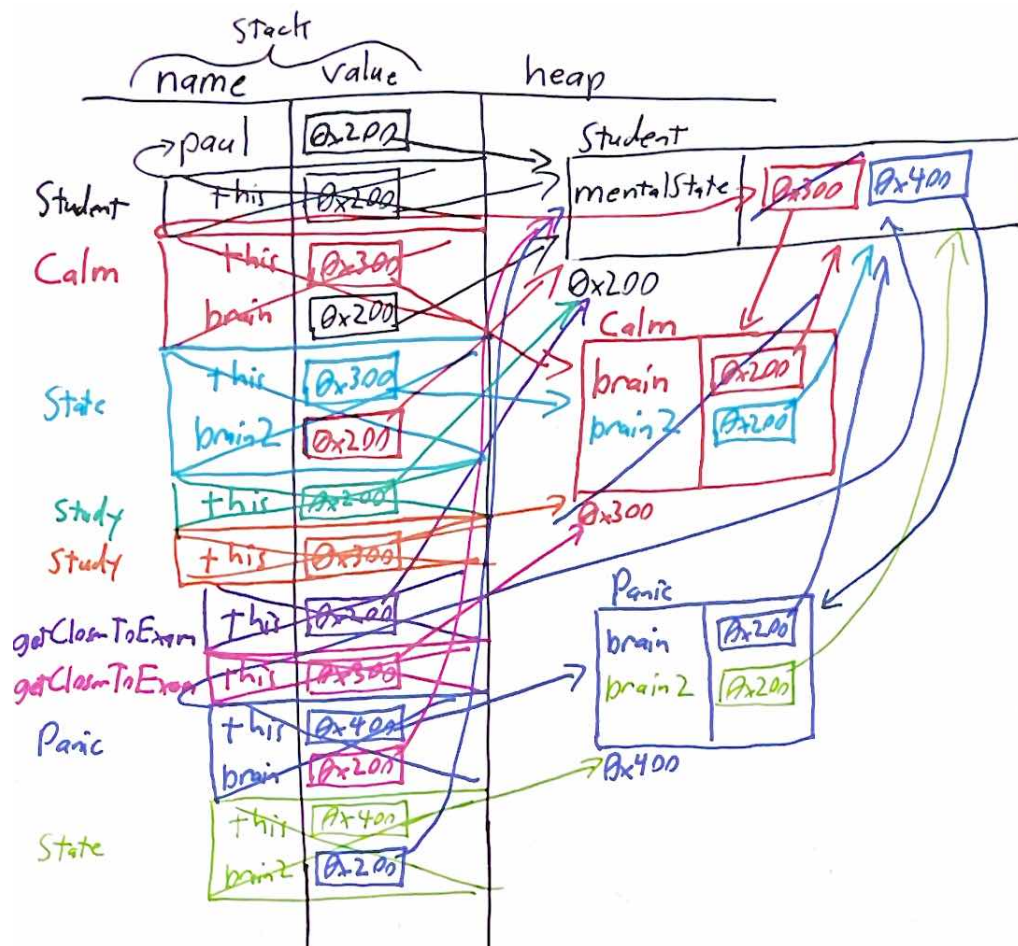 stack
name value heap
paul 0x200
Student
mentalState 0x300 0x400
Student this 0x200
Calm this 0x300
brain 0x200
0x200
Calm
State this 0x300
brain2 0x200
brain 0x200
brain2 0x200
0x300
Study this 0x200
Study this 0x300
getCloserToExam this 0x200
getCloserToExam this 0x300
Panic
brain 0x200
brain2 0x200
0x400
Panic this 0x400
brain 0x200
State this 0x400
brain2 0x200